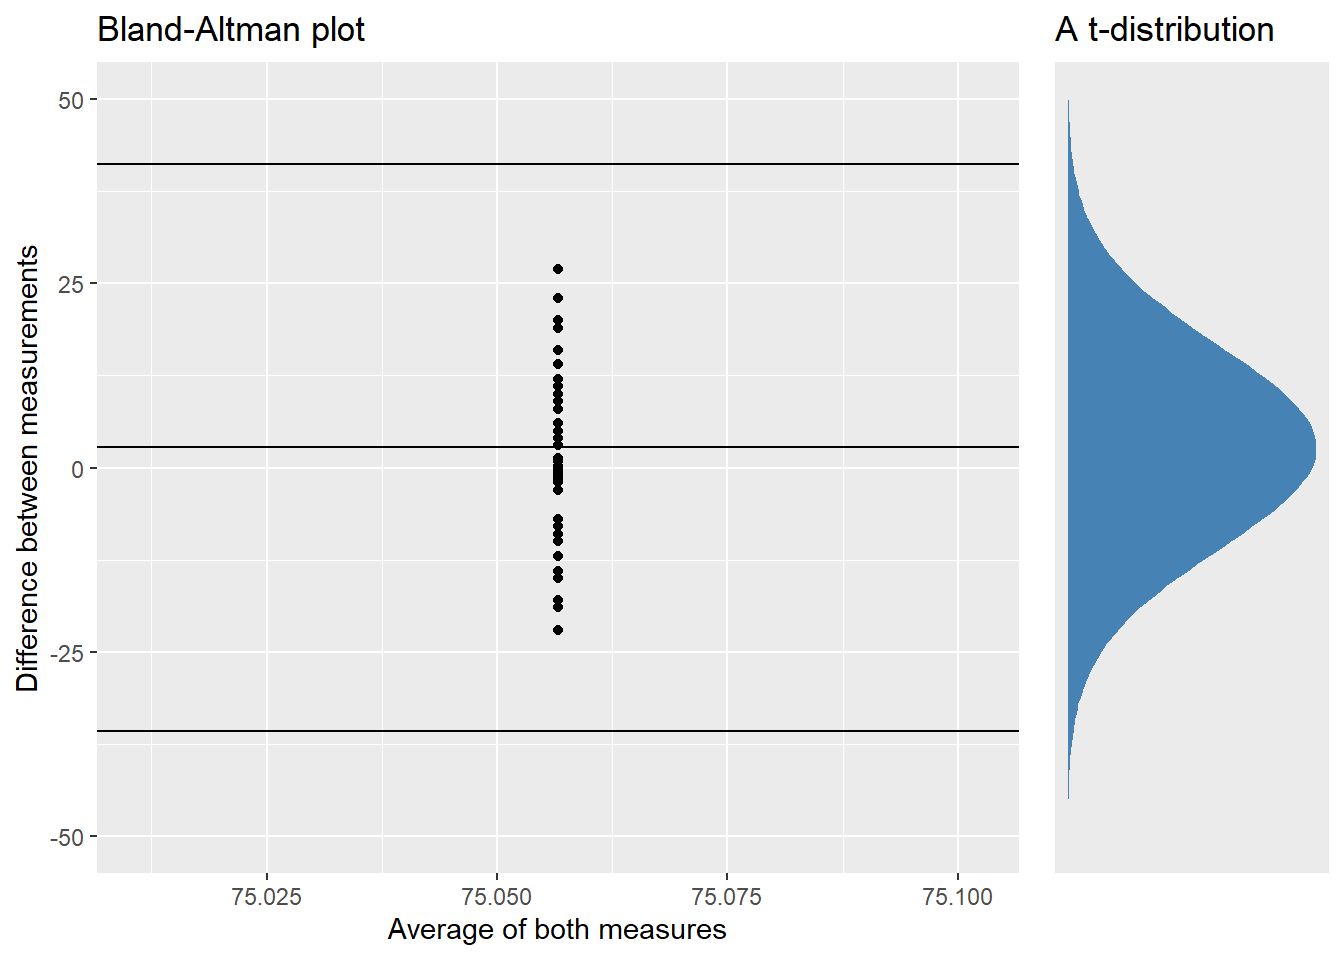 Bland-Altman plot
A t-distribution
Difference between measurements
50
25
0
-25
-50
75.025
75.050
75.075
75.100
Average of both measures